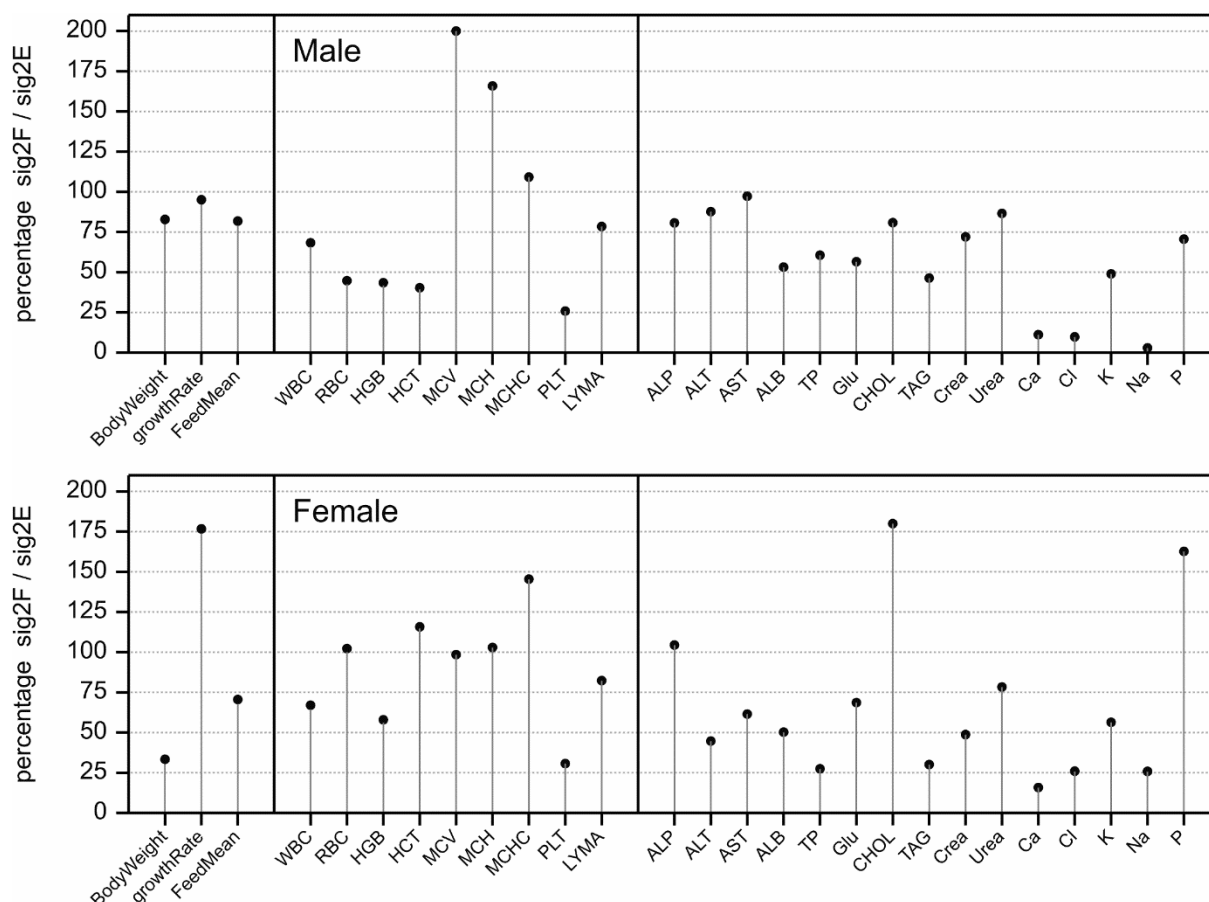 percentage sig2F / sig2E
200
175
150
125
100
75
50
25
0
Male
BodyWeight
growthRate
FeedMean
WBC
RBC
HGB
HCT
MCV
MCH
MCHC
PLT
LYMA
ALP
ALT
AST
ALB
TP
Glu
CHOL
TAG
Crea
Urea
Ca
Cl
K
Na
P
percentage sig2F / sig2E
200
175
150
125
100
75
50
25
0
Female
BodyWeight
growthRate
FeedMean
WBC
RBC
HGB
HCT
MCV
MCH
MCHC
PLT
LYMA
ALP
ALT
AST
ALB
TP
Glu
CHOL
TAG
Crea
Urea
Ca
Cl
K
Na
P